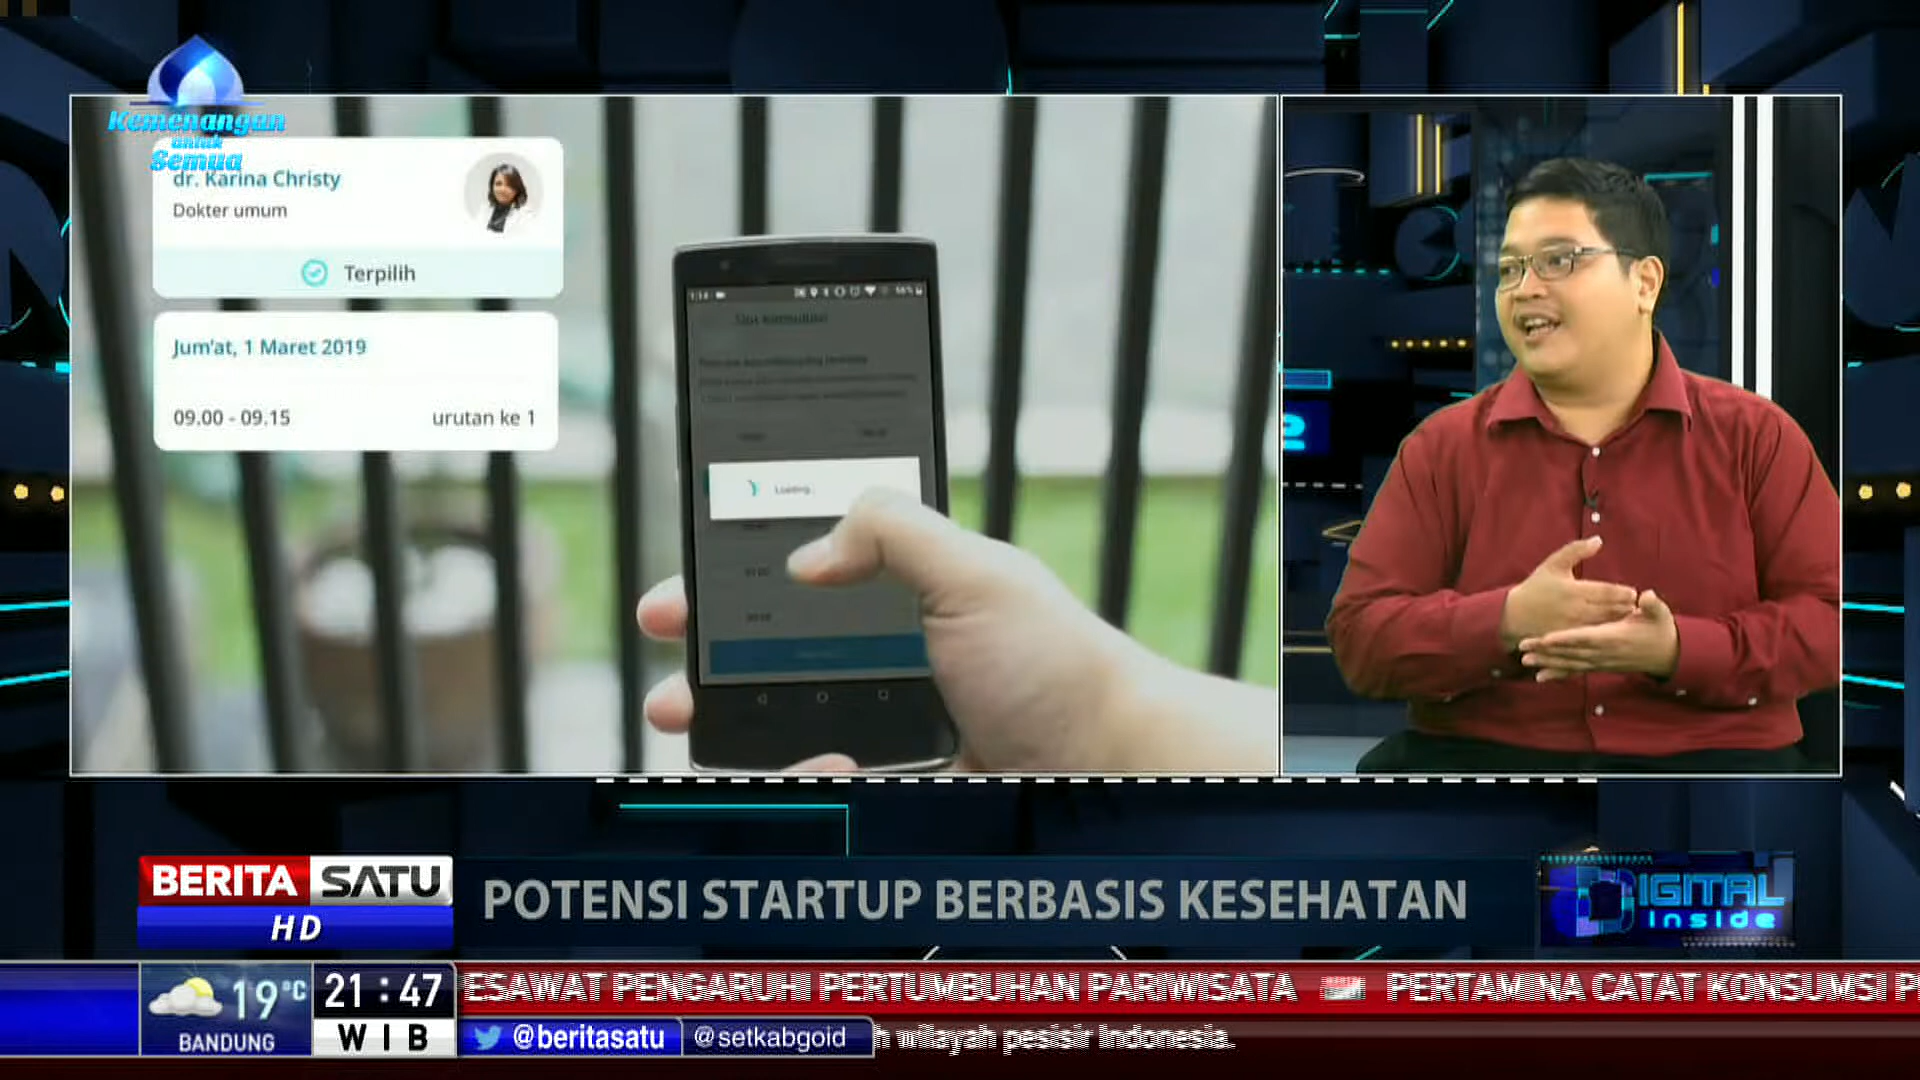 Kemenangan
untuk
Semua
dr. Karina Christy
Dokter umum
Terpilih
Jum'at, 1 Maret 2019
09.00 - 09.15 urutan ke 1
Loading...
BERITA SATU
HD
POTENSI STARTUP BERBASIS KESEHATAN
DIGITAL
inside
19°C
BANDUNG
21:47
WIB
ESAWAT PENGARUHI PERTUMBUHAN PARIWISATA PERTAMINA CATAT KONSUMSI P
@beritasatu @setkabgoid h wilayah pesisir Indonesia.